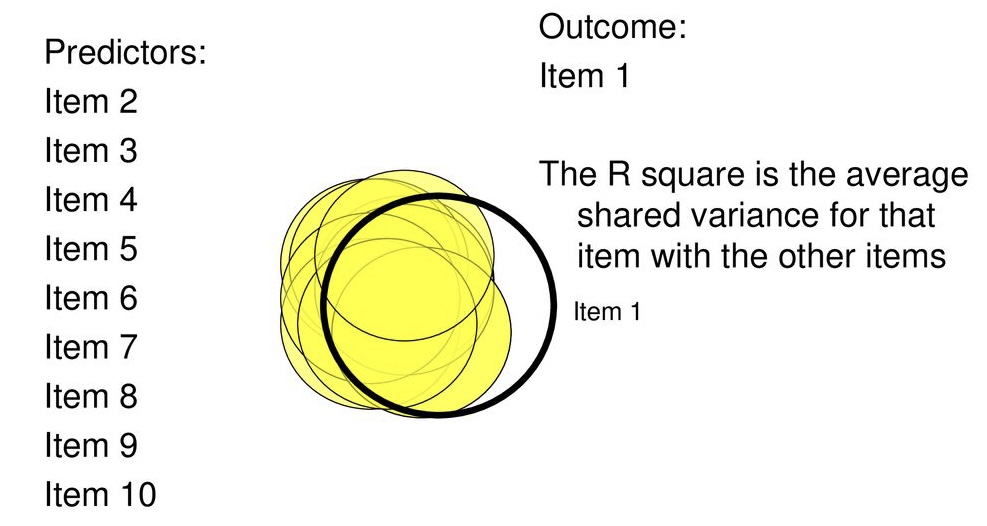 Predictors:
Item 2
Item 3
Item 4
Item 5
Item 6
Item 7
Item 8
Item 9
Item 10
Outcome:
Item 1
The R square is the average
shared variance for that
item with the other items
Item 1